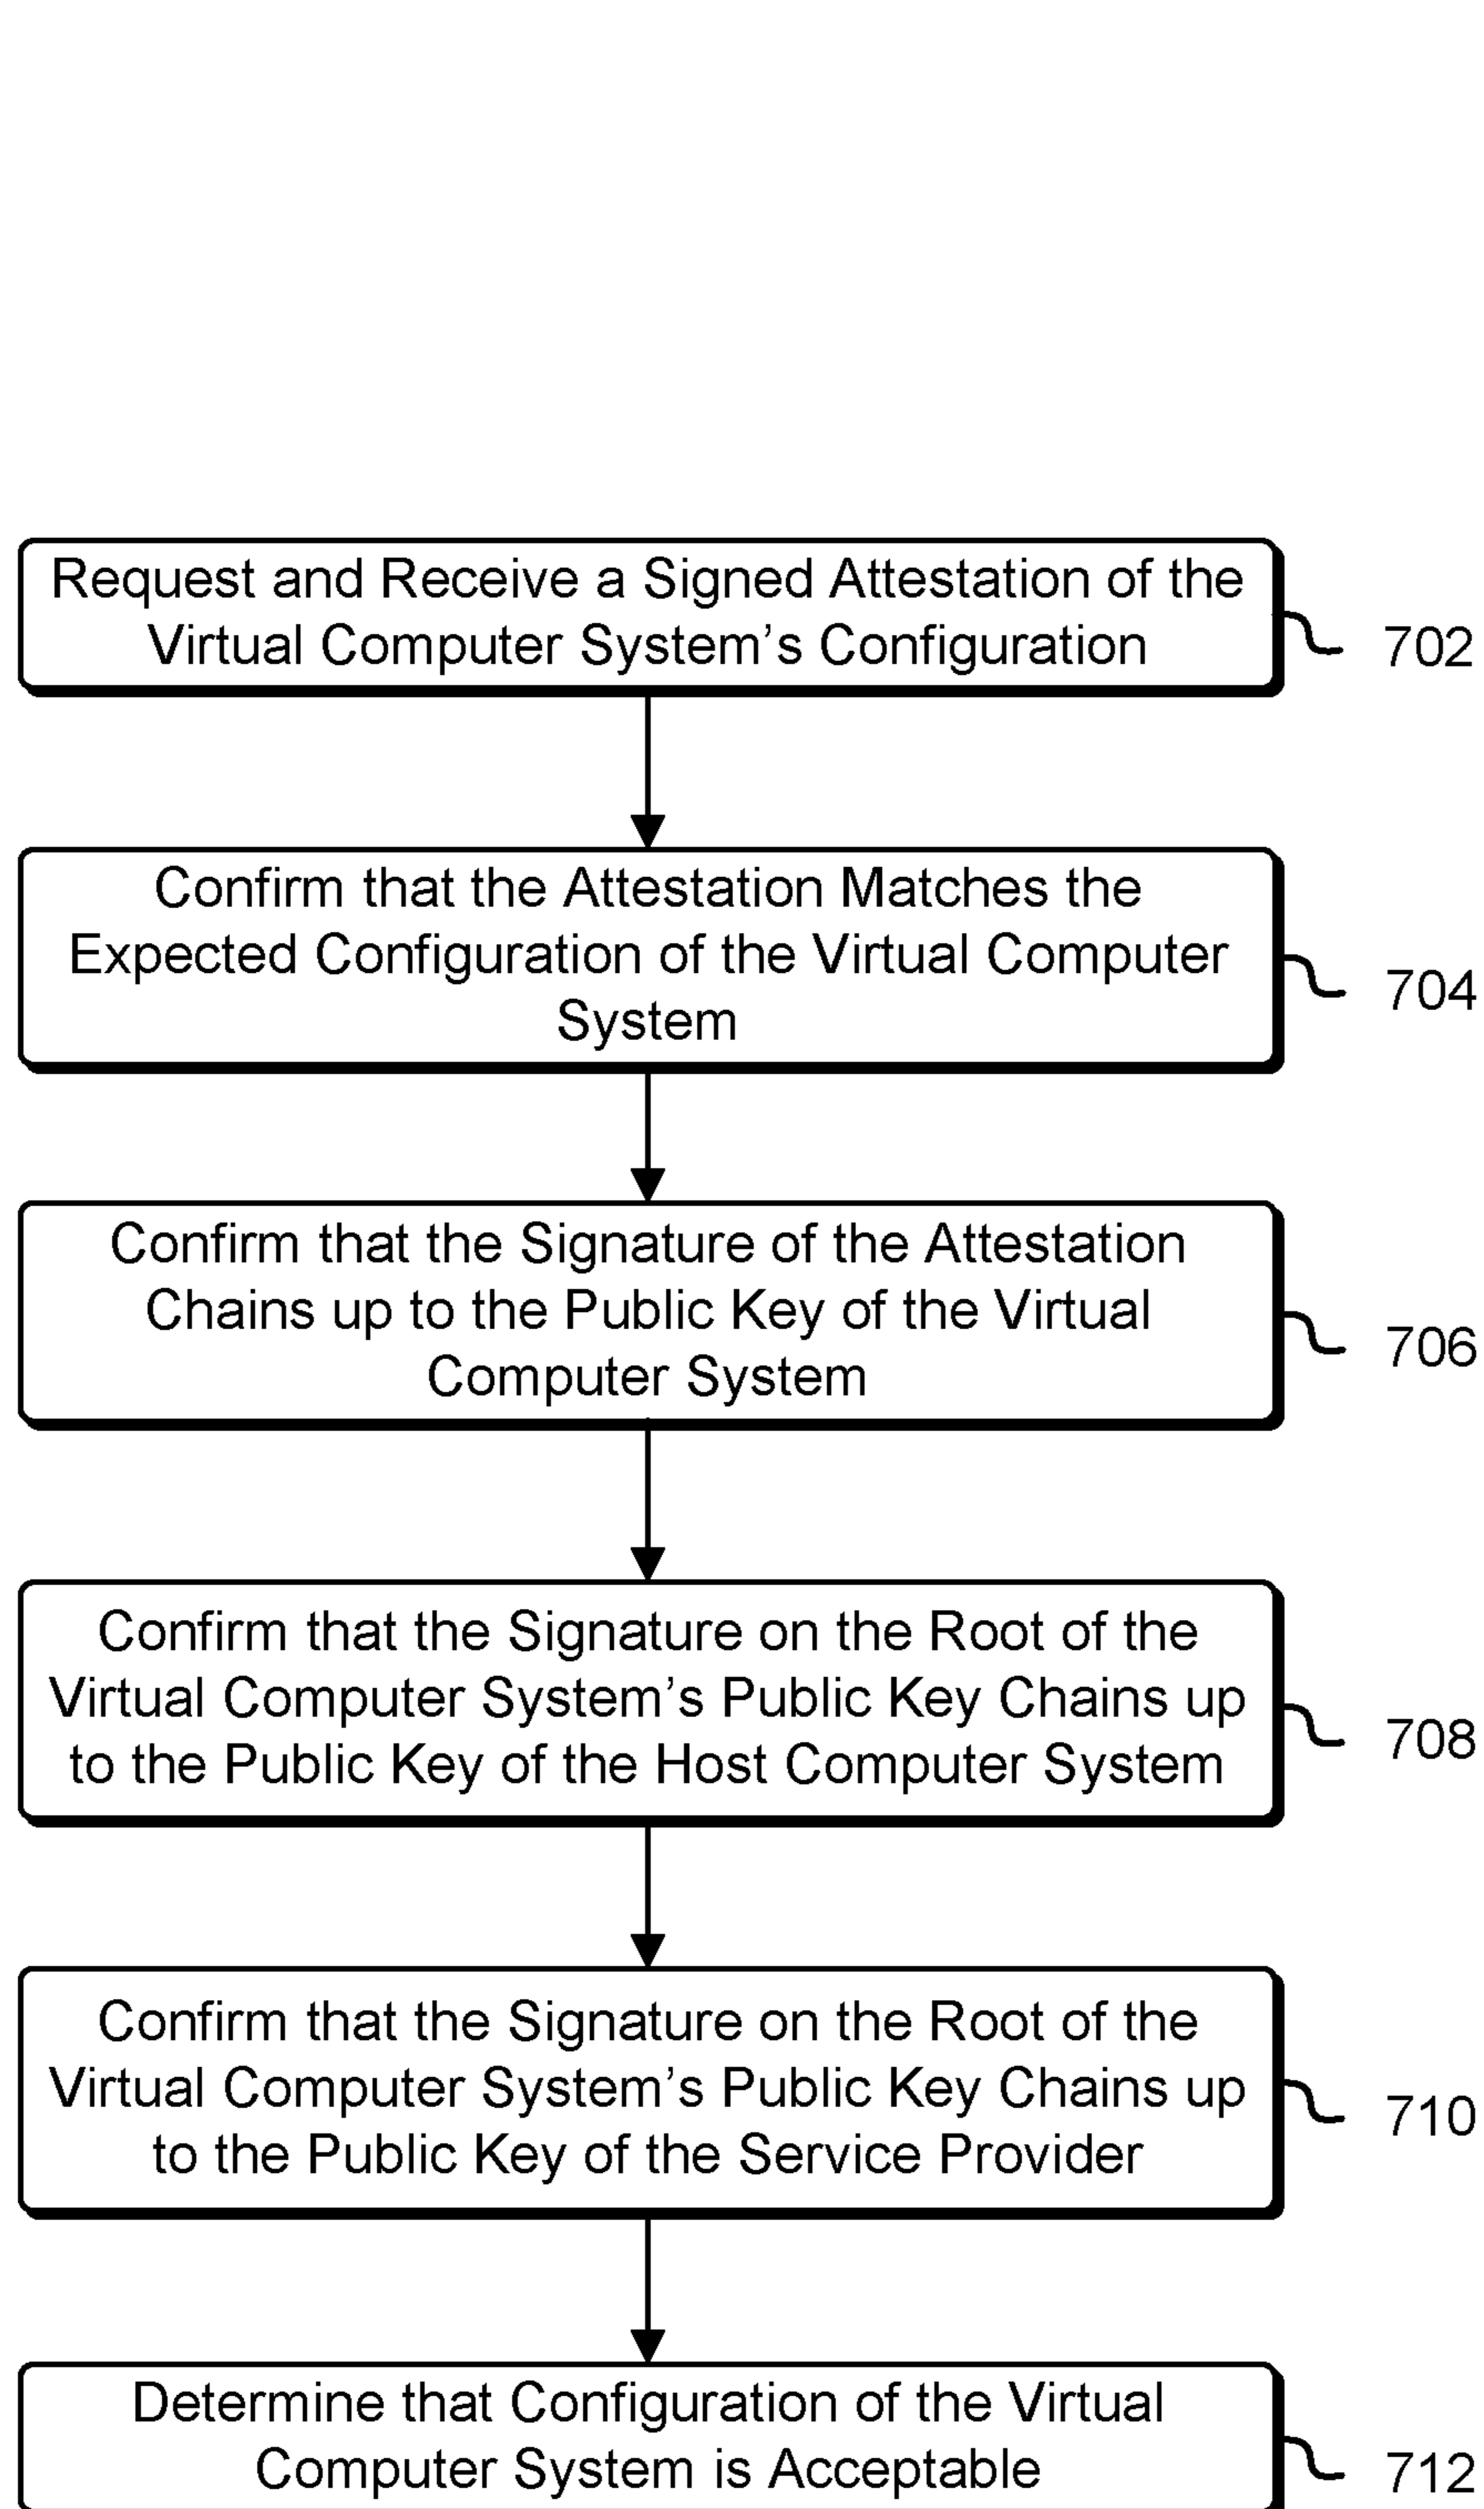 Request and Receive a Signed Attestation of the
Virtual Computer System’s Configuration
702
Confirm that the Attestation Matches the
Expected Configuration of the Virtual Computer
System
704
Confirm that the Signature of the Attestation
Chains up to the Public Key of the Virtual
Computer System
706
Confirm that the Signature on the Root of the
Virtual Computer System’s Public Key Chains up
to the Public Key of the Host Computer System
708
Confirm that the Signature on the Root of the
Virtual Computer System’s Public Key Chains up
to the Public Key of the Service Provider
710
Determine that Configuration of the Virtual
Computer System is Acceptable
712